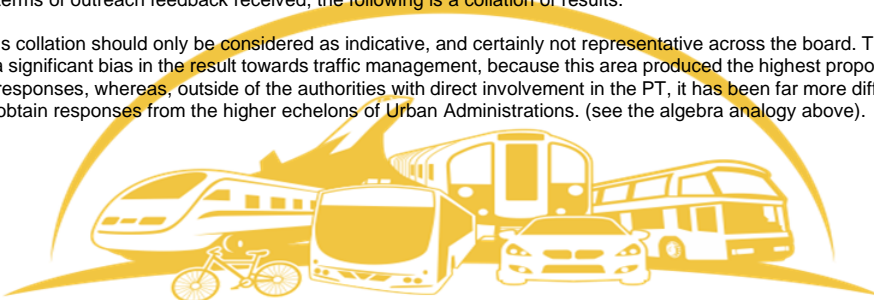 terms of outreach feedback received, the following is a collation of results.
s collation should only be considered as indicative, and certainly not representative across the board. T
a significant bias in the result towards traffic management, because this area produced the highest propo
responses, whereas, outside of the authorities with direct involvement in the PT, it has been far more diff
obtain responses from the higher echelons of Urban Administrations. (see the algebra analogy above).